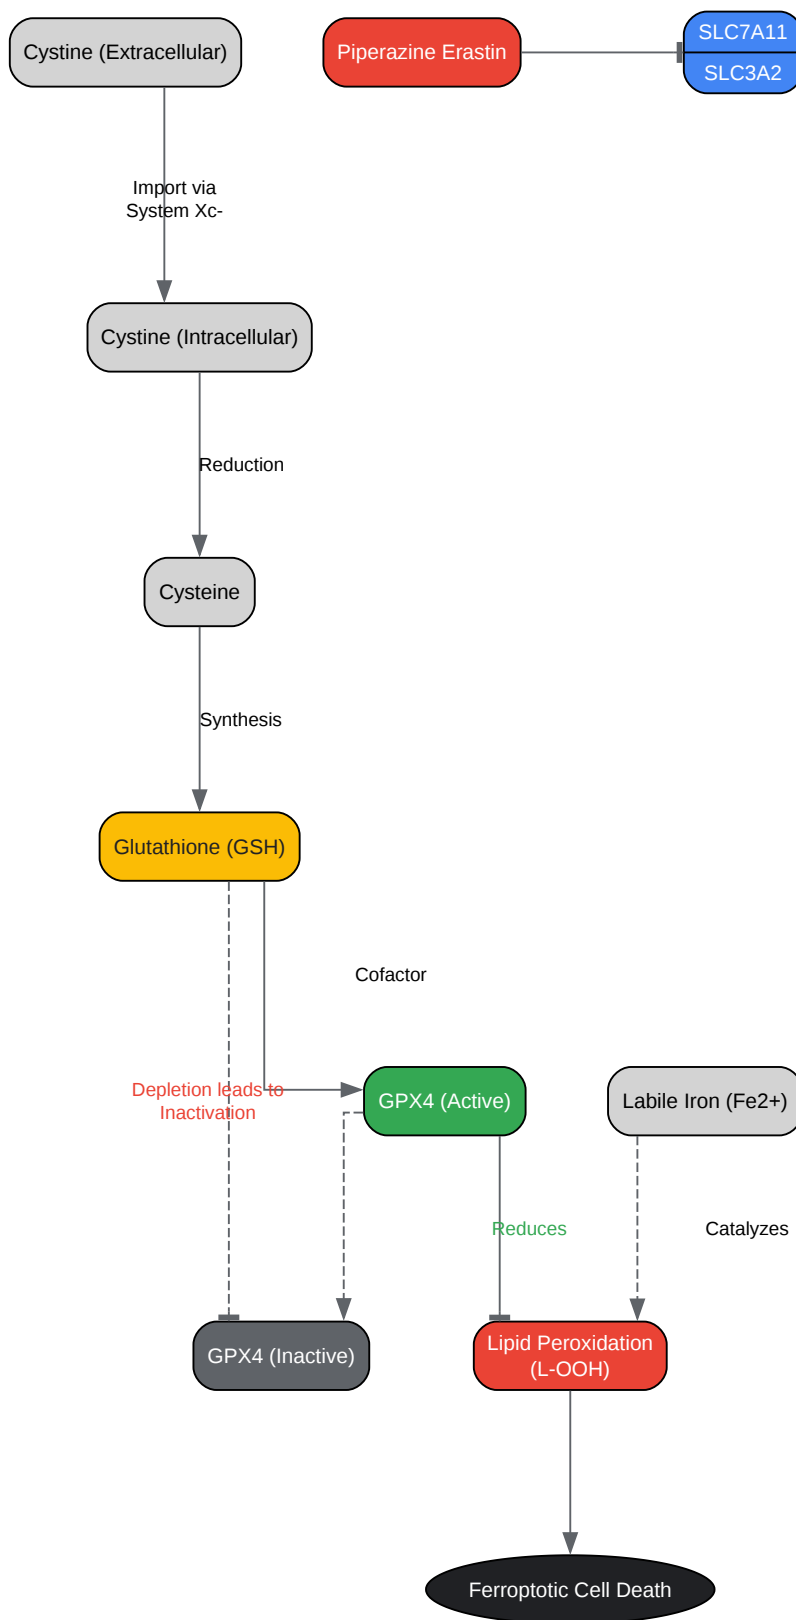 Cystine (Extracellular)
Piperazine Erastin
SLC7A11
SLC3A2
Import via
System Xc-
Cystine (Intracellular)
Reduction
Cysteine
Synthesis
Glutathione (GSH)
Cofactor
Depletion leads to
Inactivation
GPX4 (Active)
Labile Iron (Fe2+)
Reduces
Catalyzes
GPX4 (Inactive)
Lipid Peroxidation
(L-OOH)
Ferroptotic Cell Death